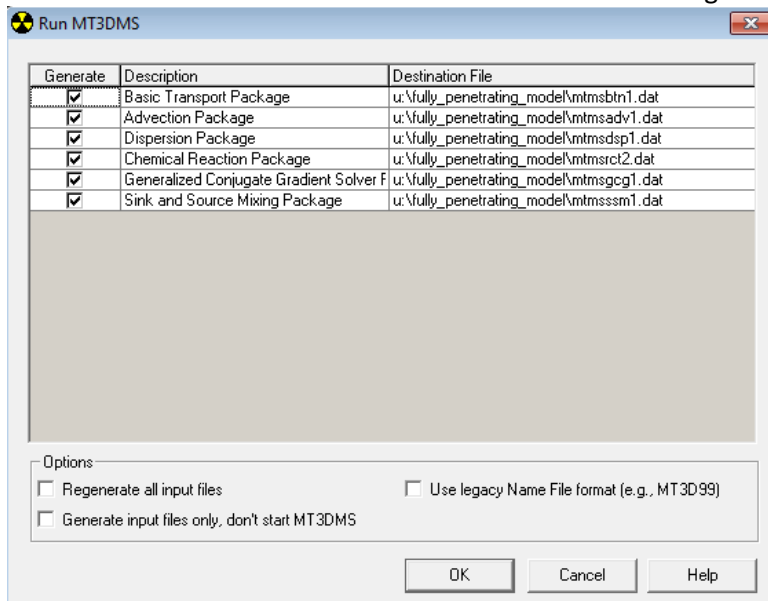 Run MT3DMS
Generate Description Destination File
Basic Transport Package u:\fully_penetrating_model\mtmsbtn1.dat
Advection Package u:\fully_penetrating_model\mtmsadv1.dat
Dispersion Package u:\fully_penetrating_model\mtmsdsp1.dat
Chemical Reaction Package u:\fully_penetrating_model\mtmsrct2.dat
Generalized Conjugate Gradient Solver F u:\fully_penetrating_model\mtmsgcg1.dat
Sink and Source Mixing Package u:\fully_penetrating_model\mtmsssm1.dat
Options
Regenerate all input files Use legacy Name File format (e.g., MT3D99)
Generate input files only, don't start MT3DMS
OK Cancel Help